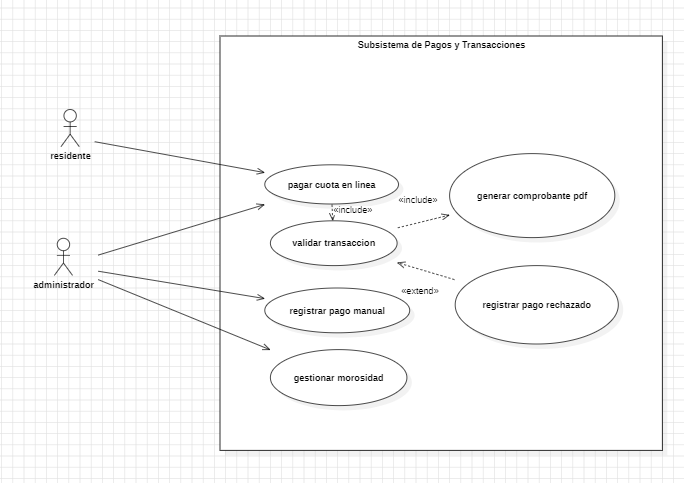 Subsistema de Pagos y Transacciones
residente
pagar cuota en linea
«include»
generar comprobante pdf
«include»
validar transaccion
administrador
«extend»
registrar pago rechazado
registrar pago manual
gestionar morosidad